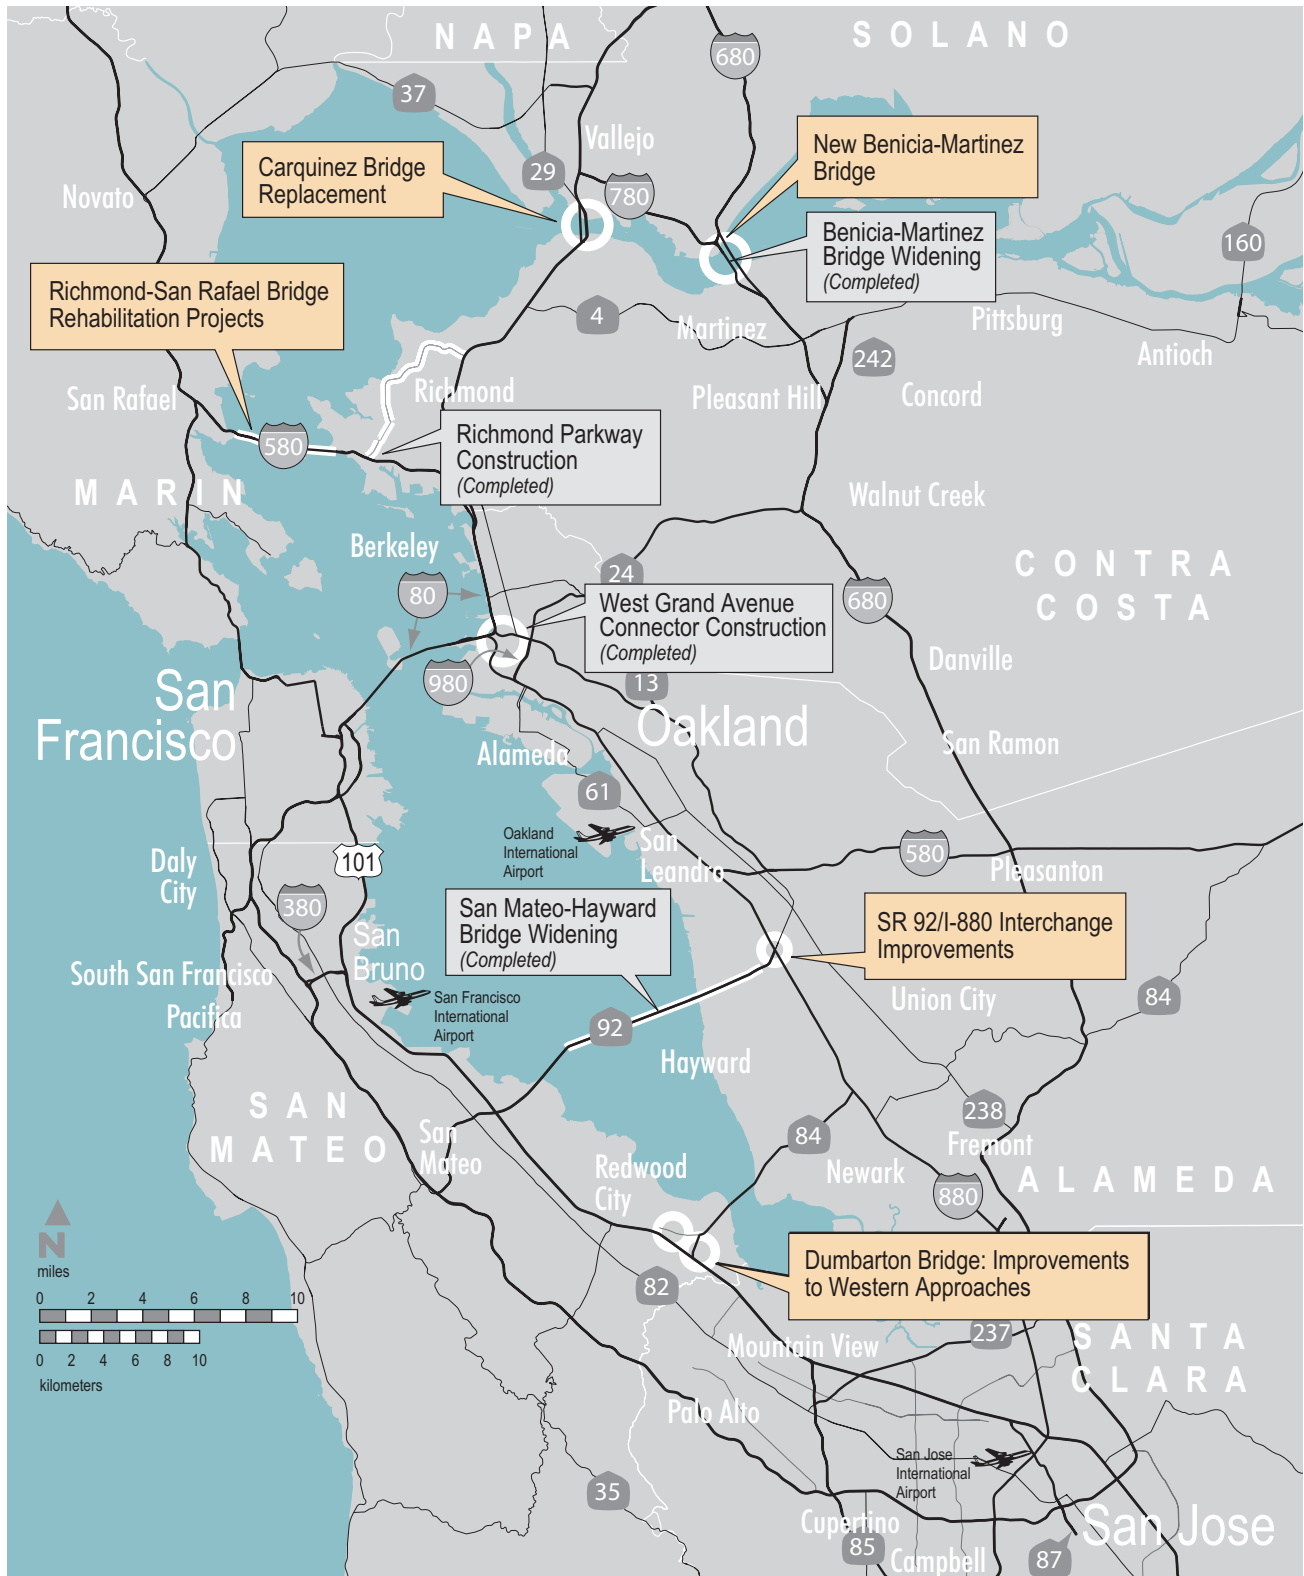 NAPA
SOLANO
680
37
Vallejo
New Benicia-Martinez
Bridge
Carquinez Bridge
Replacement
29
780
Novato
Benicia-Martinez
Bridge Widening
(Completed)
160
Richmond-San Rafael Bridge
Rehabilitation Projects
4
Martinez
Pittsburg
Antioch
242
San Rafael
Richmond
Pleasant Hill
Concord
580
Richmond Parkway
Construction
(Completed)
MARIN
Walnut Creek
Berkeley
CONTRA
COSTA
24
80
680
West Grand Avenue
Connector Construction
(Completed)
Danville
980
13
San
Francisco
Oakland
Alameda
San Ramon
61
Oakland
International
Airport
San
Leandro
580
Pleasanton
Daly
City
101
380
San Mateo-Hayward
Bridge Widening
(Completed)
SR 92/I-880 Interchange
Improvements
San
Bruno
South San Francisco
Pacifica
San Francisco
International
Airport
Union City
84
92
Hayward
SAN
MATEO
238
Fremont
84
San
Mateo
Redwood
City
Newark
880
ALAMEDA
N
miles
0 2 4 6 8 10
0 2 4 6 8 10
kilometers
Dumbarton Bridge: Improvements
to Western Approaches
82
237
SANTA
CLARA
Mountain View
Palo Alto
San Jose
International
Airport
35
Cupertino
San Jose
85
Campbell
87